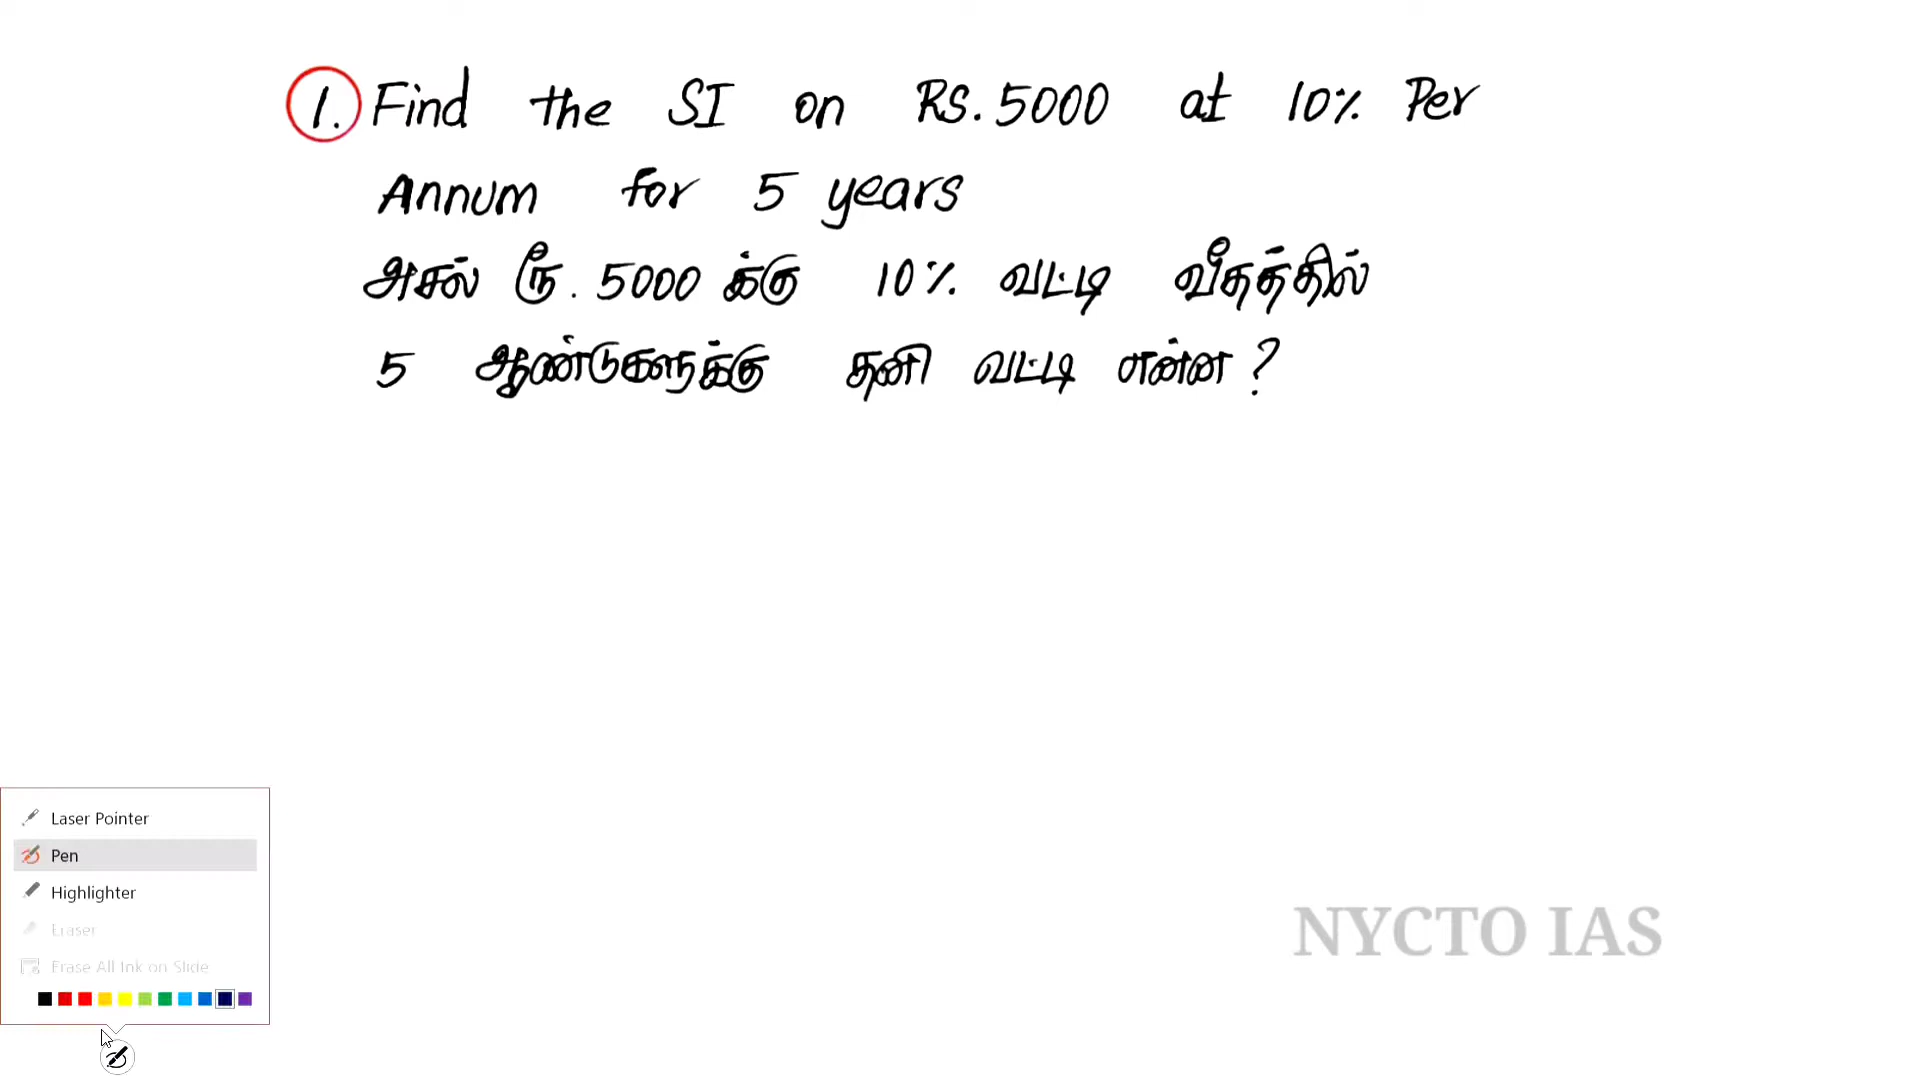 1. Find the SI on RS. 5000 at 10% Per
Annum for 5 years
அசல் ரூ. 5000 க்கு 10% வட்டி வீதத்தில்
5 ஆண்டுகளுக்கு தனி வட்டி என்ன?
Laser Pointer
Pen
Highlighter
Eraser
Erase All Ink on Slide
NYCTO IAS